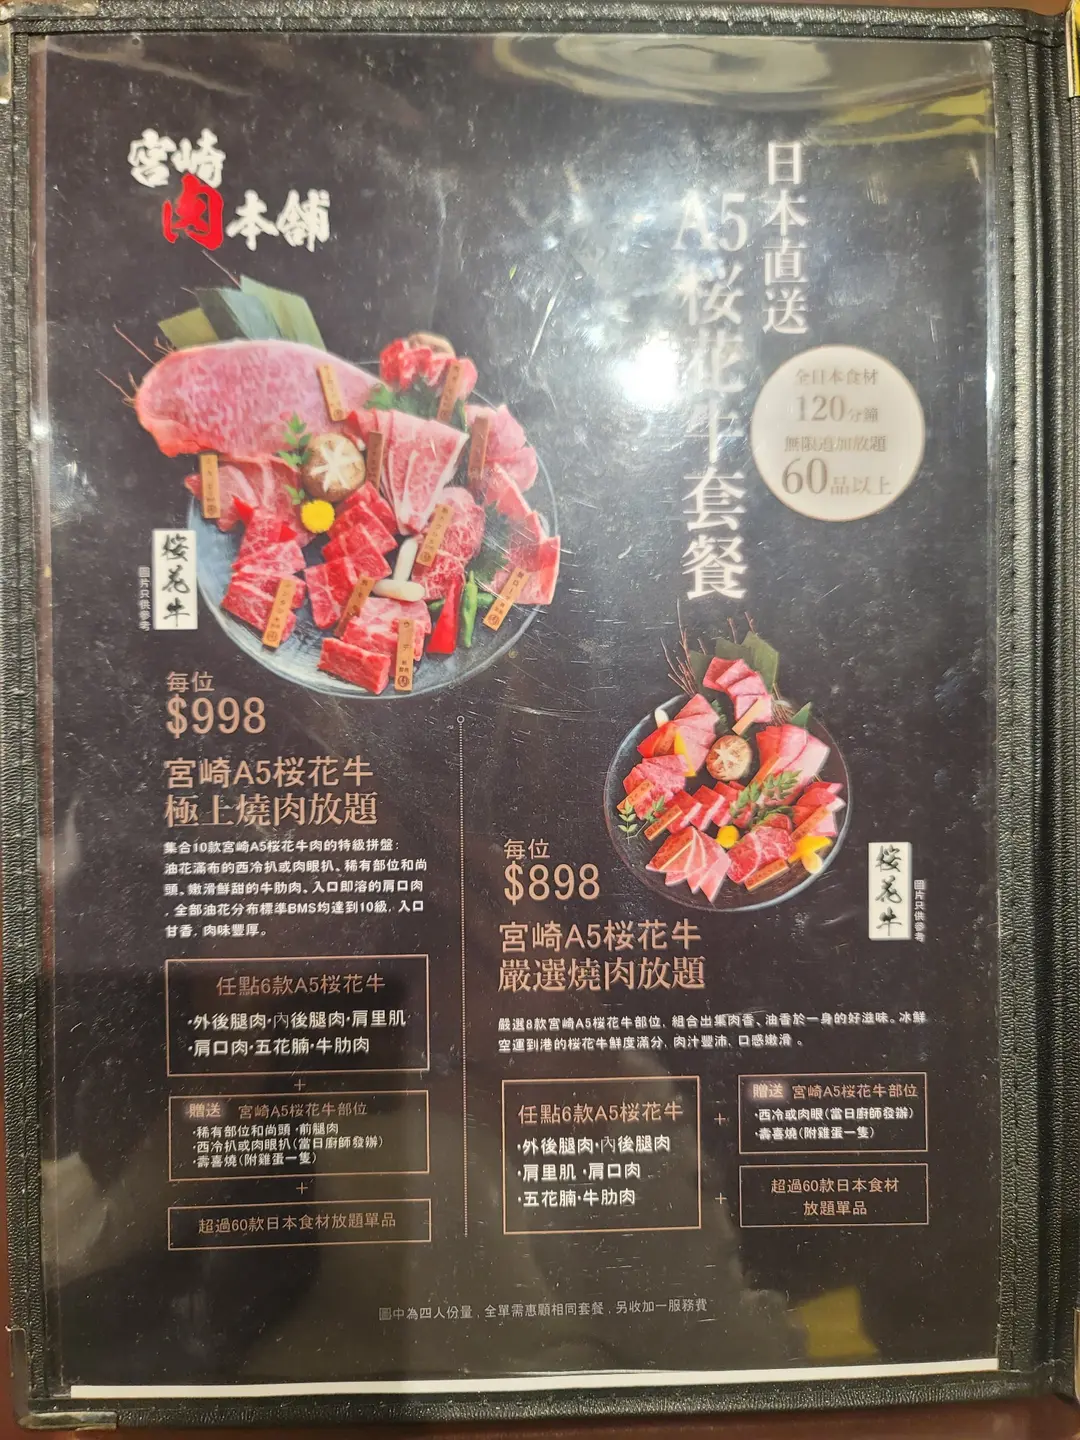 宮崎
肉本舖
日本直送
A5桜花牛套餐
全日本食材
120分鐘
無限追加放題
60品以上
桜花牛
圖片只供參考
每位
$998
宮崎A5桜花牛
極上燒肉放題
集合10款宮崎A5桜花牛肉的特級拼盤：
油花滿布的西冷扒或肉眼扒、稀有部位和尚
頭、嫩滑鮮甜的牛肋肉、入口即溶的肩口肉
，全部油花分布標準BMS均達到10級，入口
甘香，肉味豐厚。
任點6款A5桜花牛
·外後腿肉·內後腿肉·肩里肌
·肩口肉·五花腩·牛肋肉
+
贈送 宮崎A5桜花牛部位
·稀有部位和尚頭 ·前腿肉
·西冷扒或肉眼扒(當日廚師發辦)
·壽喜燒(附雞蛋一隻)
+
超過60款日本食材放題單品
桜花牛
圖片只供參考
每位
$898
宮崎A5桜花牛
嚴選燒肉放題
嚴選8款宮崎A5桜花牛部位，組合出集肉香、油香於一身的好滋味。冰鮮
空運到港的桜花牛鮮度滿分，肉汁豐沛，口感嫩滑。
任點6款A5桜花牛
·外後腿肉·內後腿肉
·肩里肌 ·肩口肉
·五花腩·牛肋肉
+
贈送 宮崎A5桜花牛部位
·西冷或肉眼(當日廚師發辦)
·壽喜燒(附雞蛋一隻)
+
超過60款日本食材
放題單品
圖中為四人份量，全單需惠顧相同套餐，另收加一服務費